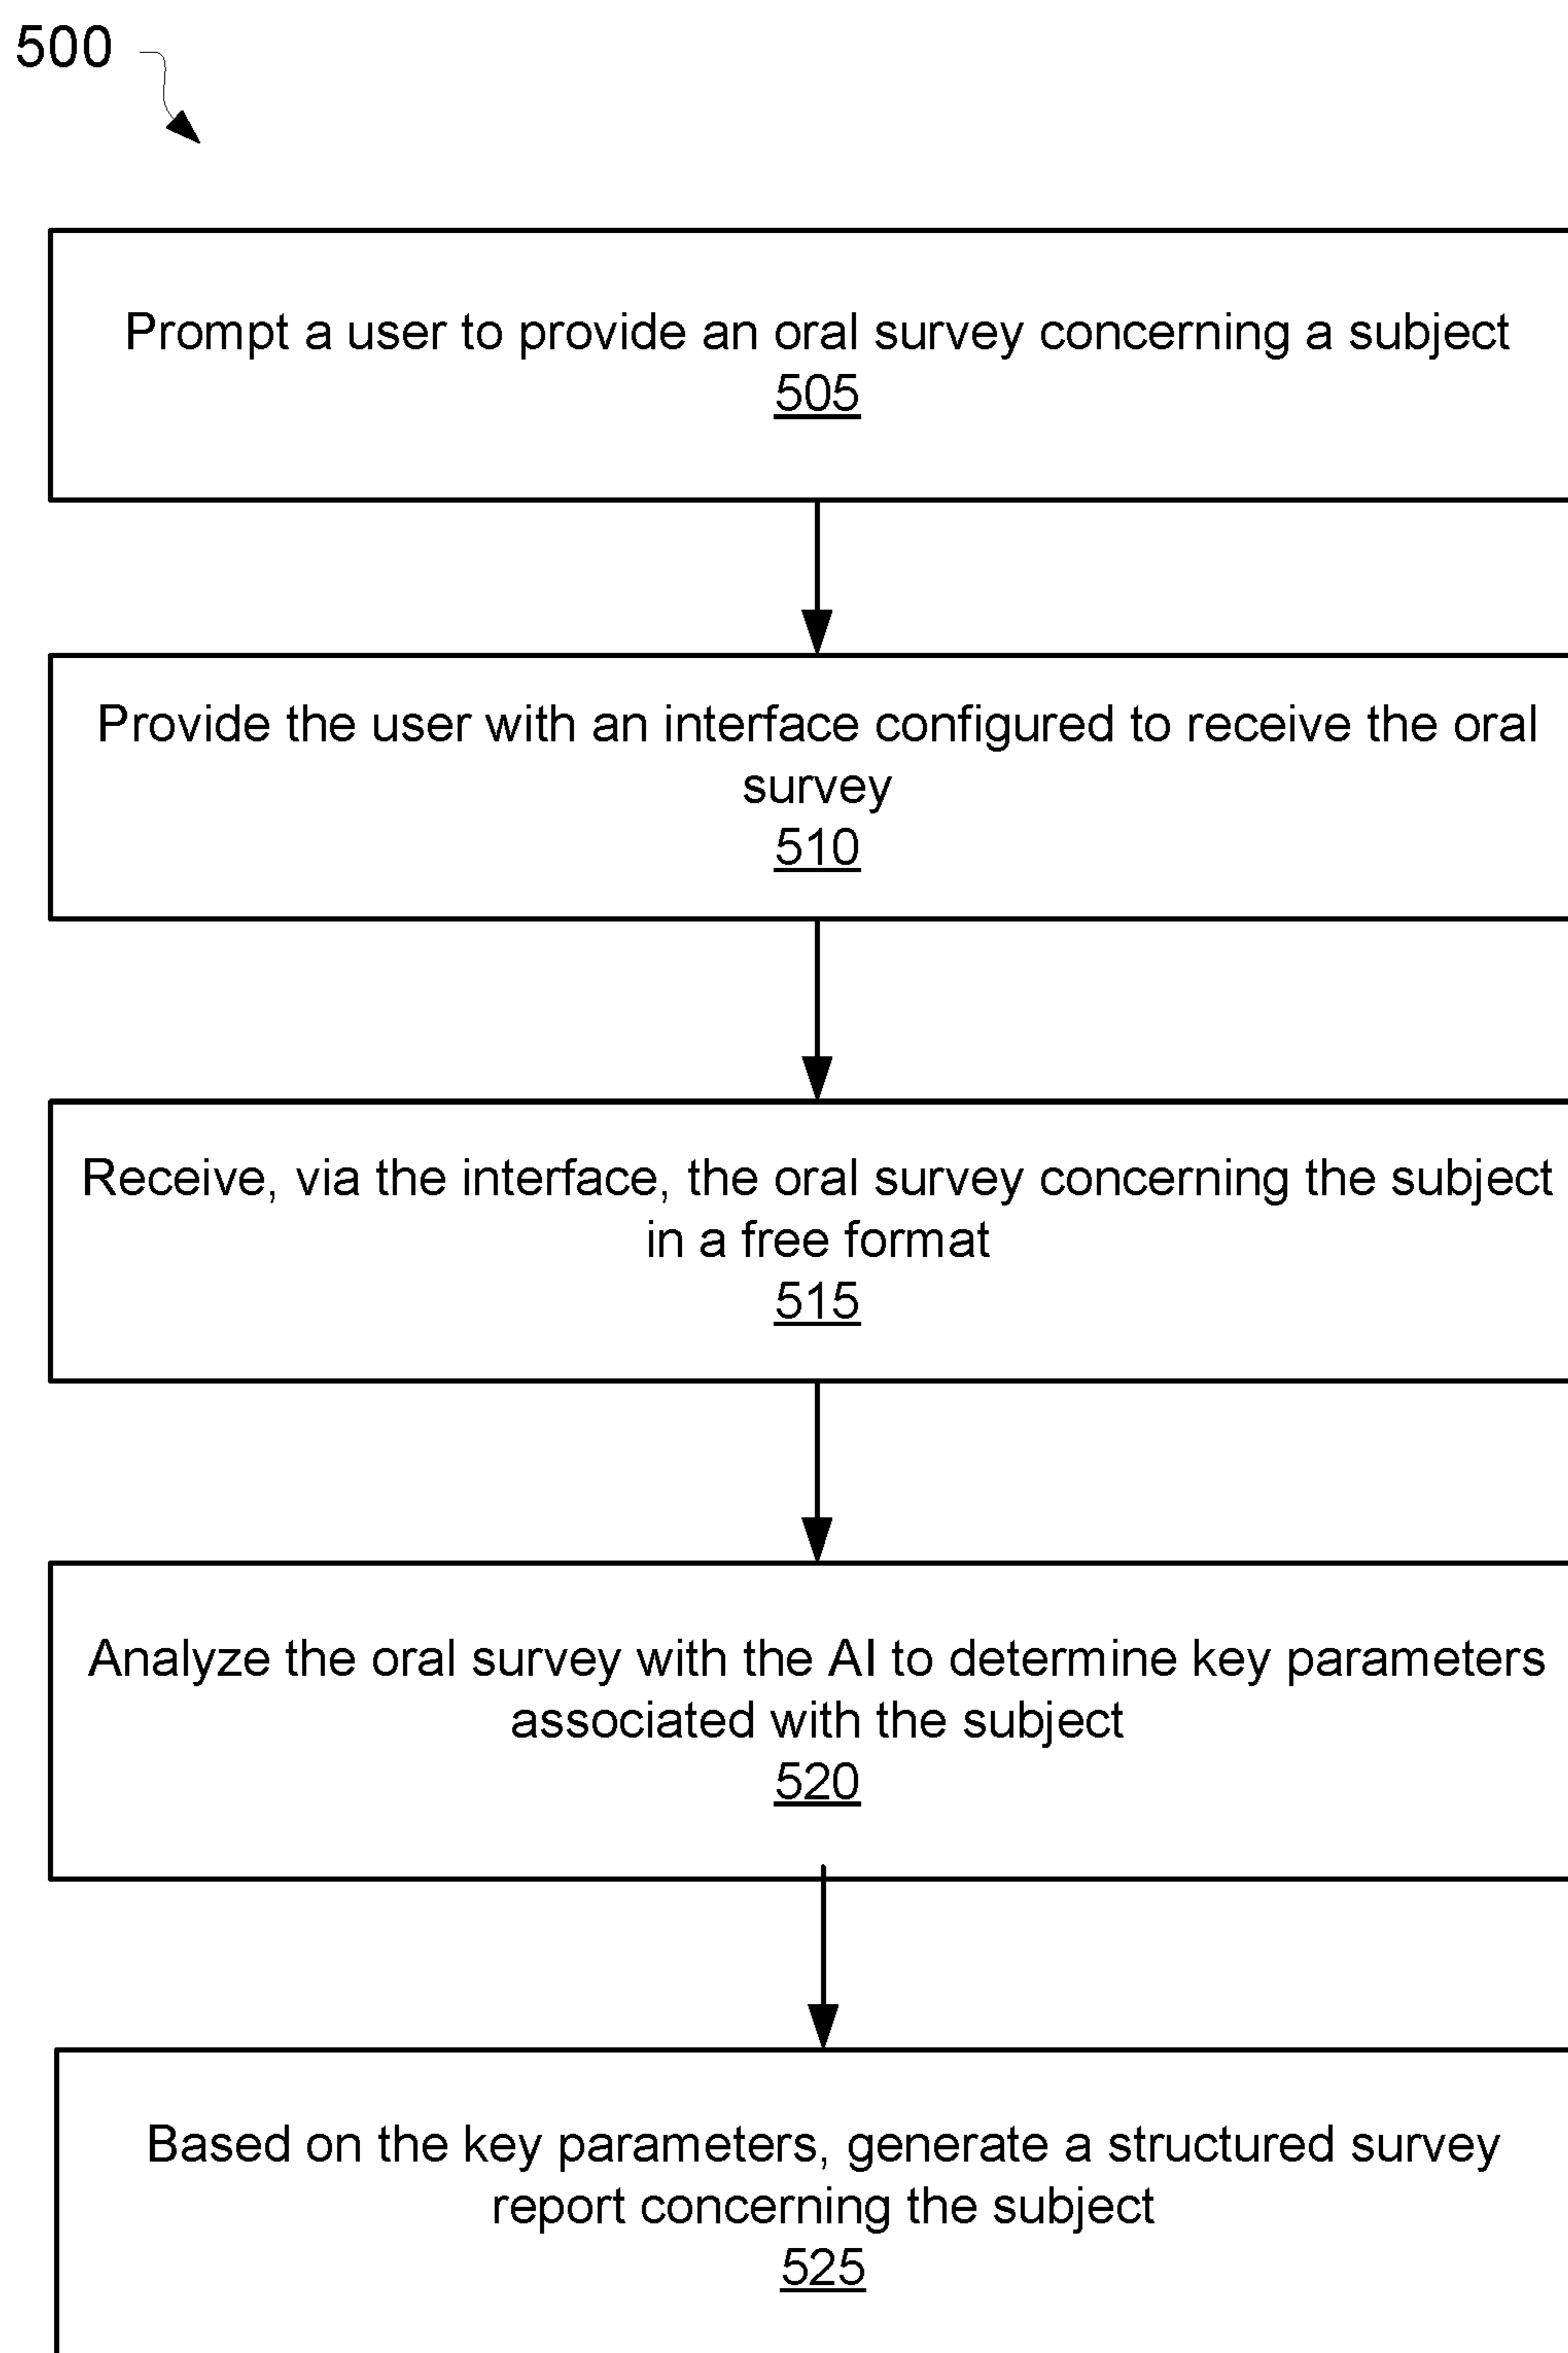 500
Prompt a user to provide an oral survey concerning a subject
505
Provide the user with an interface configured to receive the oral
survey
510
Receive, via the interface, the oral survey concerning the subject
in a free format
515
Analyze the oral survey with the AI to determine key parameters
associated with the subject
520
Based on the key parameters, generate a structured survey
report concerning the subject
525